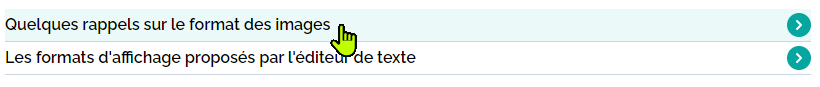 Quelques rappels sur le format des images
Les formats d'affichage proposés par l'éditeur de texte